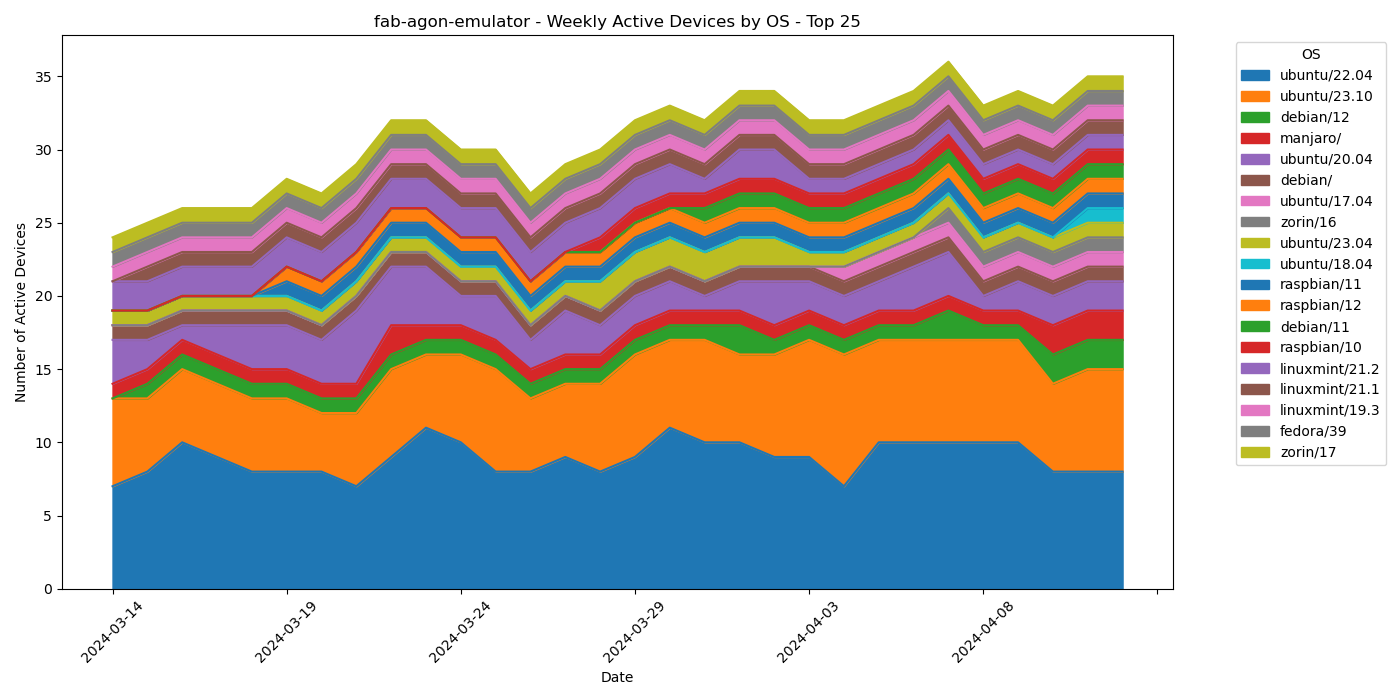 fab-agon-emulator - Weekly Active Devices by OS - Top 25
Number of Active Devices
35
30
25
20
15
10
5
0
2024-03-14
2024-03-19
2024-03-24
2024-03-29
2024-04-03
2024-04-08
Date
OS
ubuntu/22.04
ubuntu/23.10
debian/12
manjaro/
ubuntu/20.04
debian/
ubuntu/17.04
zorin/16
ubuntu/23.04
ubuntu/18.04
raspbian/11
raspbian/12
debian/11
raspbian/10
linuxmint/21.2
linuxmint/21.1
linuxmint/19.3
fedora/39
zorin/17